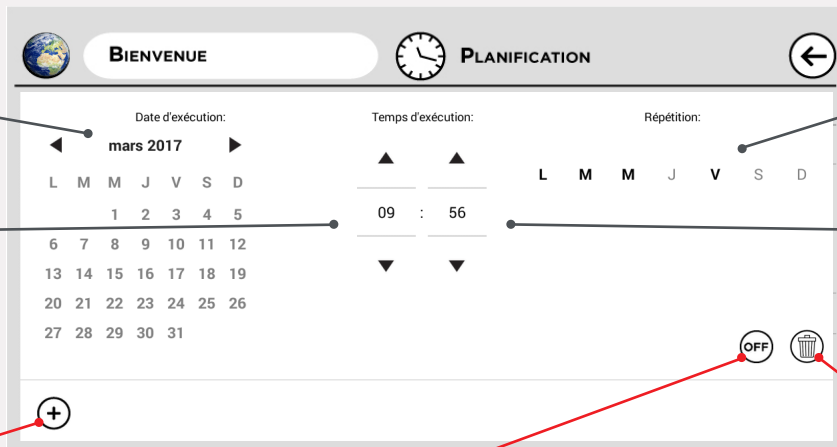 BIENVENUE
PLANIFICATION
Date d'exécution:
mars 2017
L M M J V S D
1 2 3 4 5
6 7 8 9 10 11 12
13 14 15 16 17 18 19
20 21 22 23 24 25 26
27 28 29 30 31
Temps d'exécution:
09 : 56
Répétition:
L M M J V S D
OFF